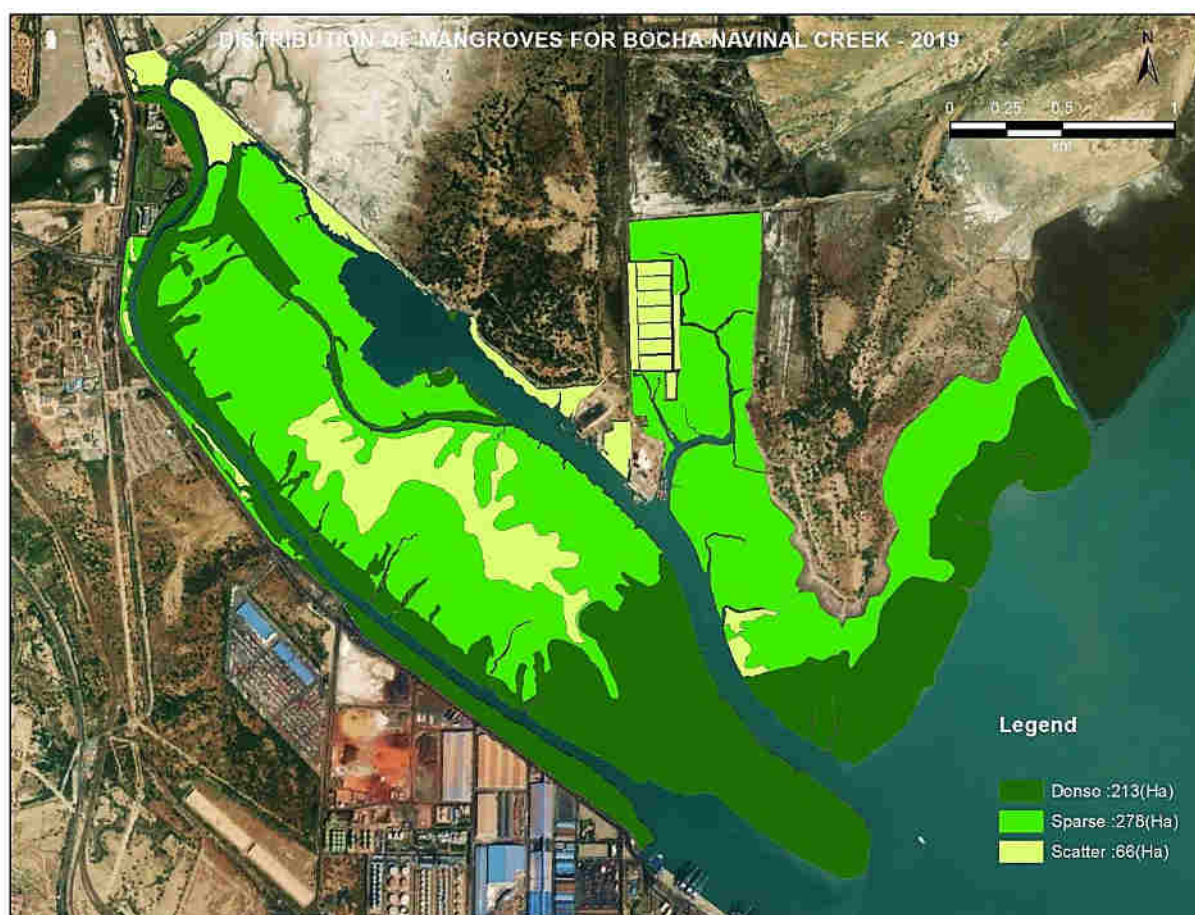 DISTRIBUTION OF MANGROVES FOR BOCHA NAVINAL CREEK - 2019
N
0 0.25 0.5 1
Km
Legend
Dense :213(Ha)
Sparse :278(Ha)
Scatter :66(Ha)